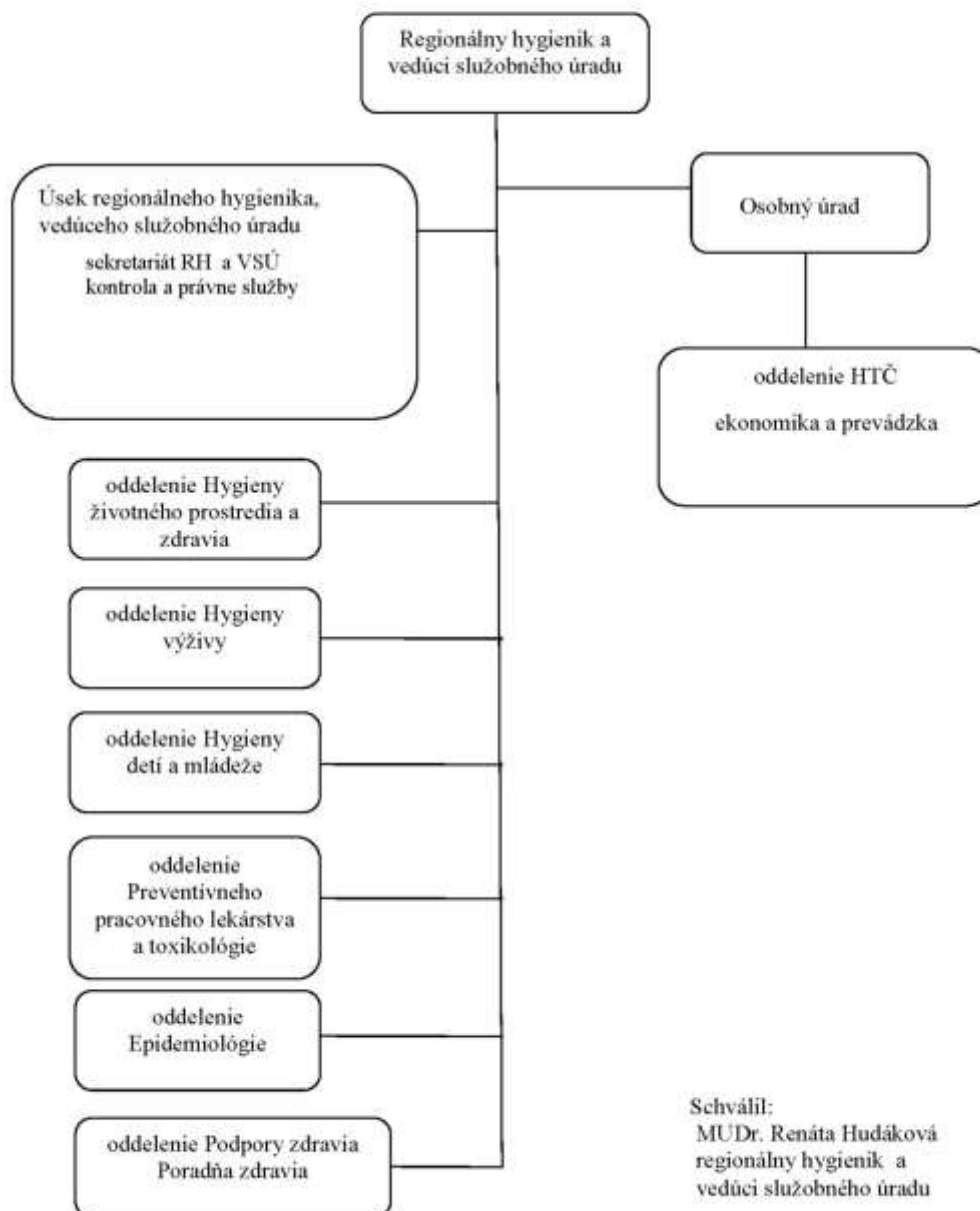 Regionálny hygienik a
vedúci služobného úradu
Úsek regionálneho hygienika,
vedúceho služobného úradu
sekretariát RH a VSÚ
kontrola a právne služby
Osobný úrad
oddelenie HTČ
ekonomika a prevádzka
oddelenie Hygieny
životného prostredia a
zdravia
oddelenie Hygieny
výživy
oddelenie Hygieny
detí a mládeže
oddelenie
Preventívneho
pracovného lekárstva
a toxikológie
oddelenie
Epidemiológie
oddelenie Podpory zdravia
Poradňa zdravia
Schválil:
MUDr. Renáta Hudáková
regionálny hygienik a
vedúci služobného úradu